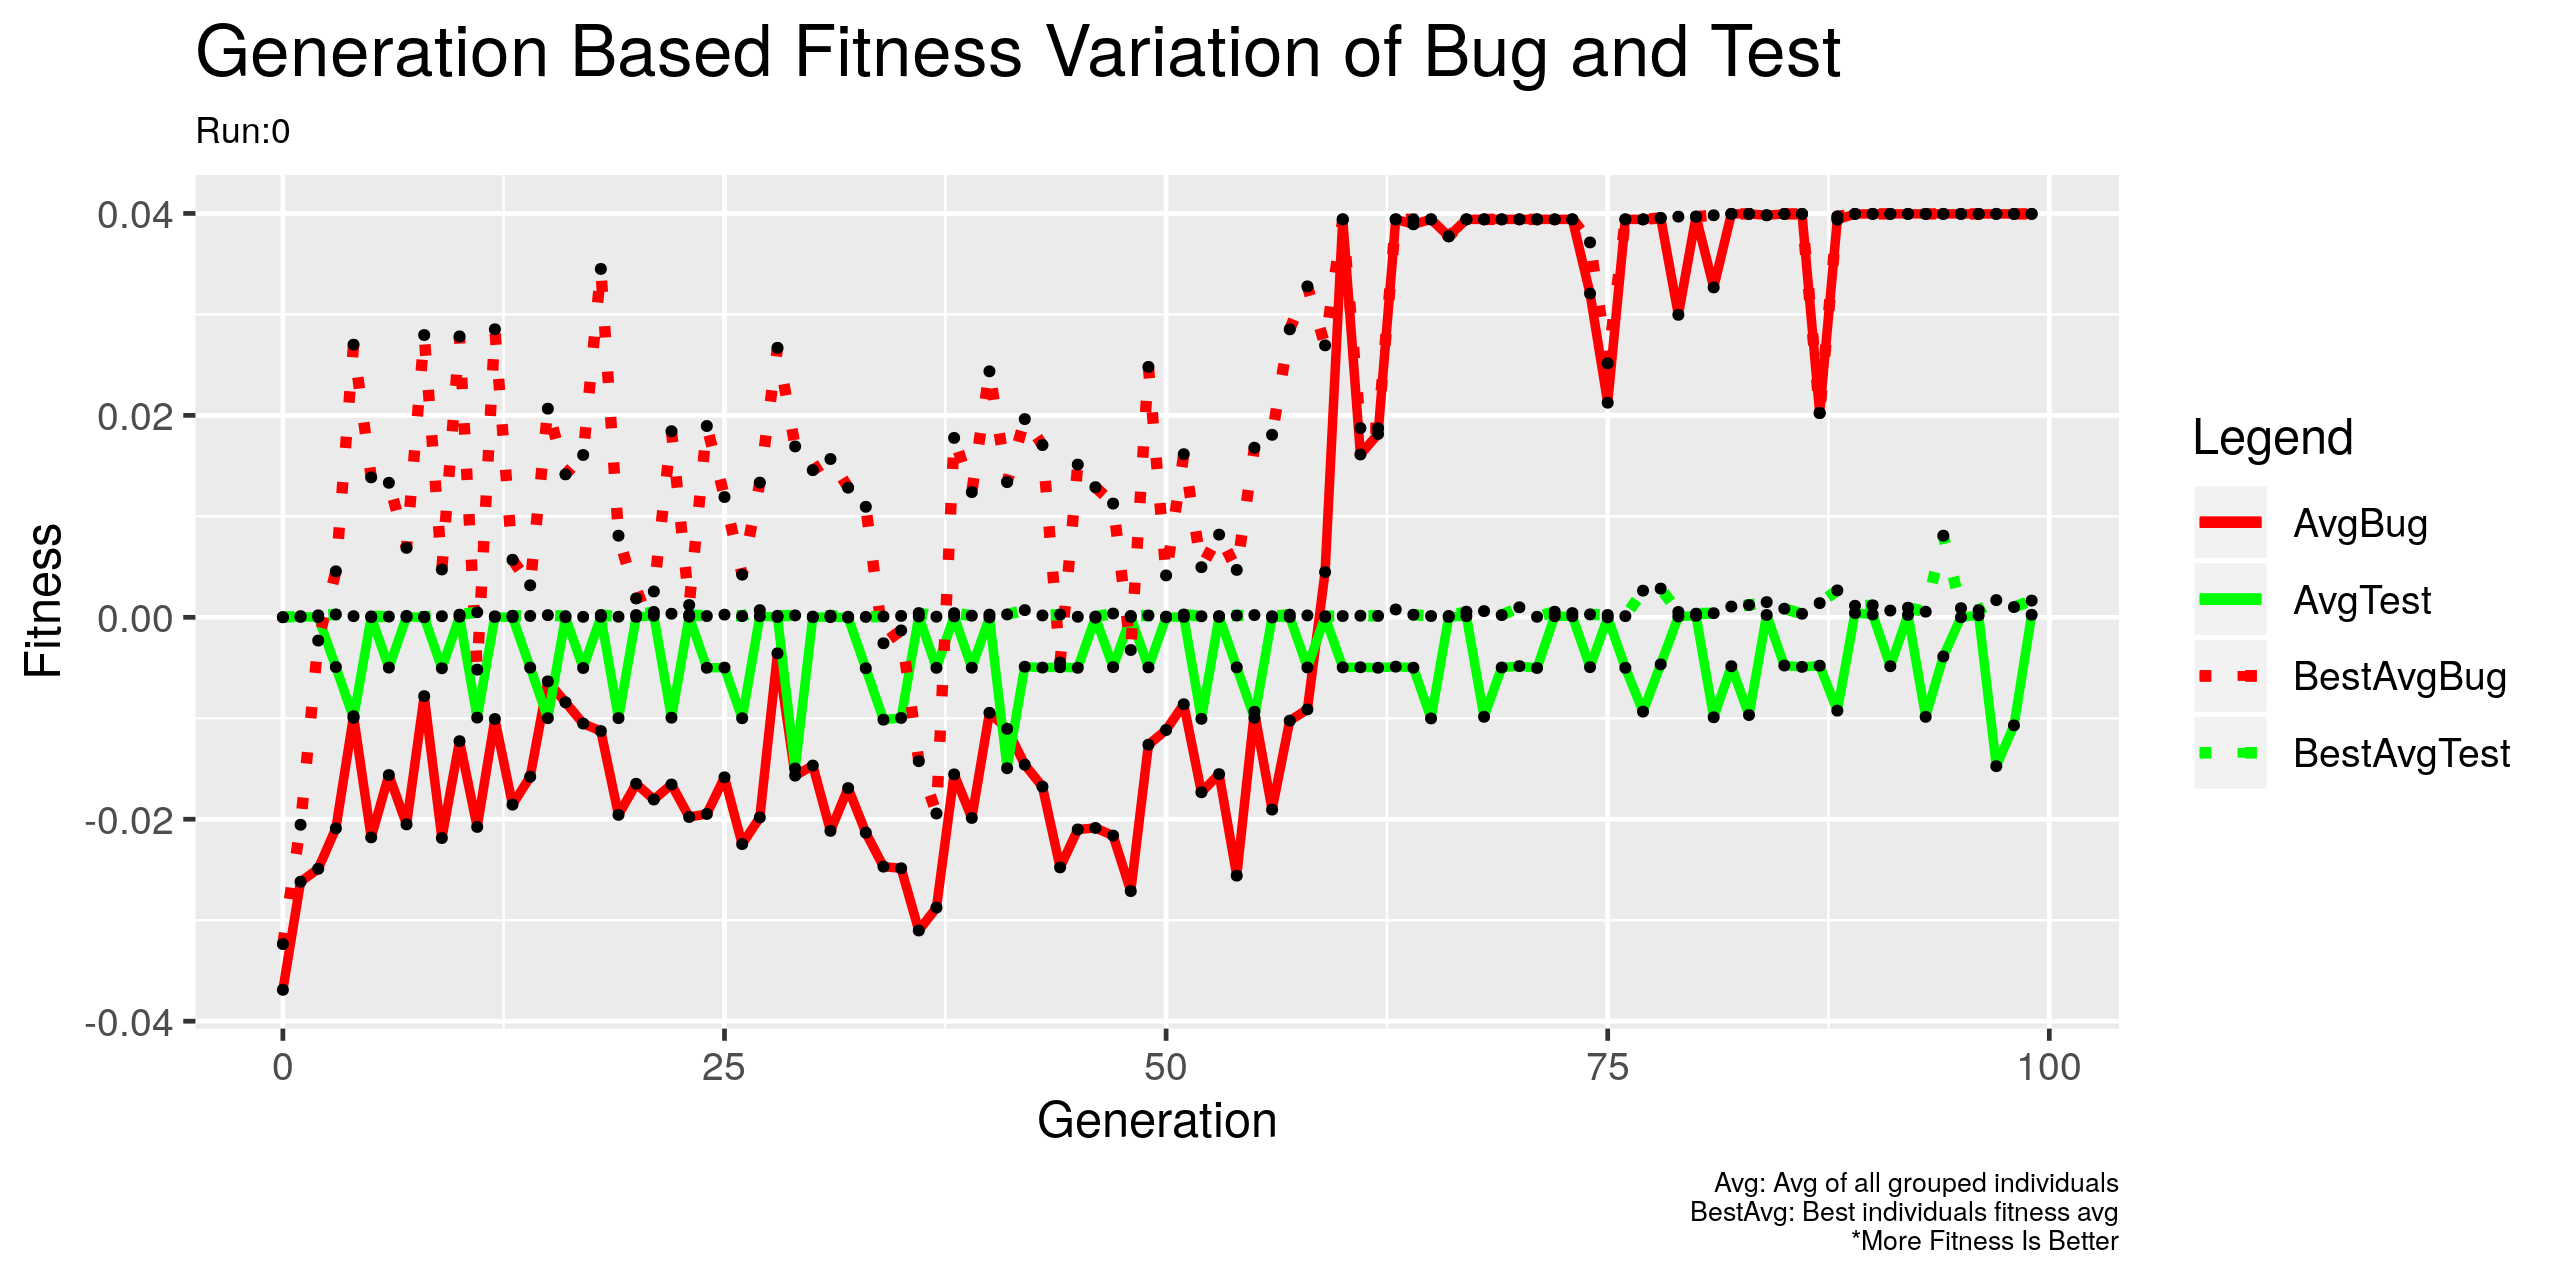 Generation Based Fitness Variation of Bug and Test
Run:0
Fitness
0.04
0.02
0.00
-0.02
-0.04
0
25
50
75
100
Generation
Legend
AvgBug
AvgTest
BestAvgBug
BestAvgTest
Avg: Avg of all grouped individuals
BestAvg: Best individuals fitness avg
*More Fitness Is Better